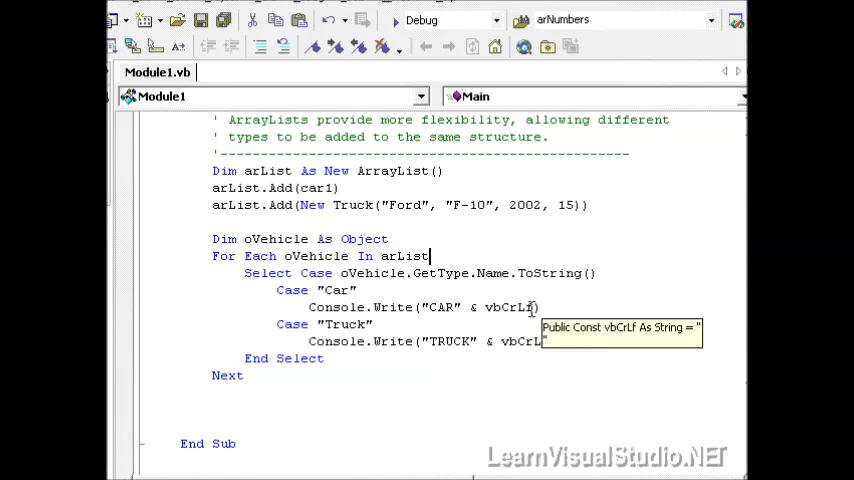 Debug
arNumbers
Module1.vb
Module1
Main
' ArrayLists provide more flexibility, allowing different
' types to be added to the same structure.
'---------------------------------------------------
Dim arList As New ArrayList()
arList.Add(car1)
arList.Add(New Truck("Ford", "F-10", 2002, 15))
Dim oVehicle As Object
For Each oVehicle In arList
Select Case oVehicle.GetType.Name.ToString()
Case "Car"
Console.Write("CAR" & vbCrLf)
Case "Truck"
Public Const vbCrLf As String = "
"
Console.Write("TRUCK" & vbCrL
End Select
Next
End Sub
LearnVisualStudio.NET